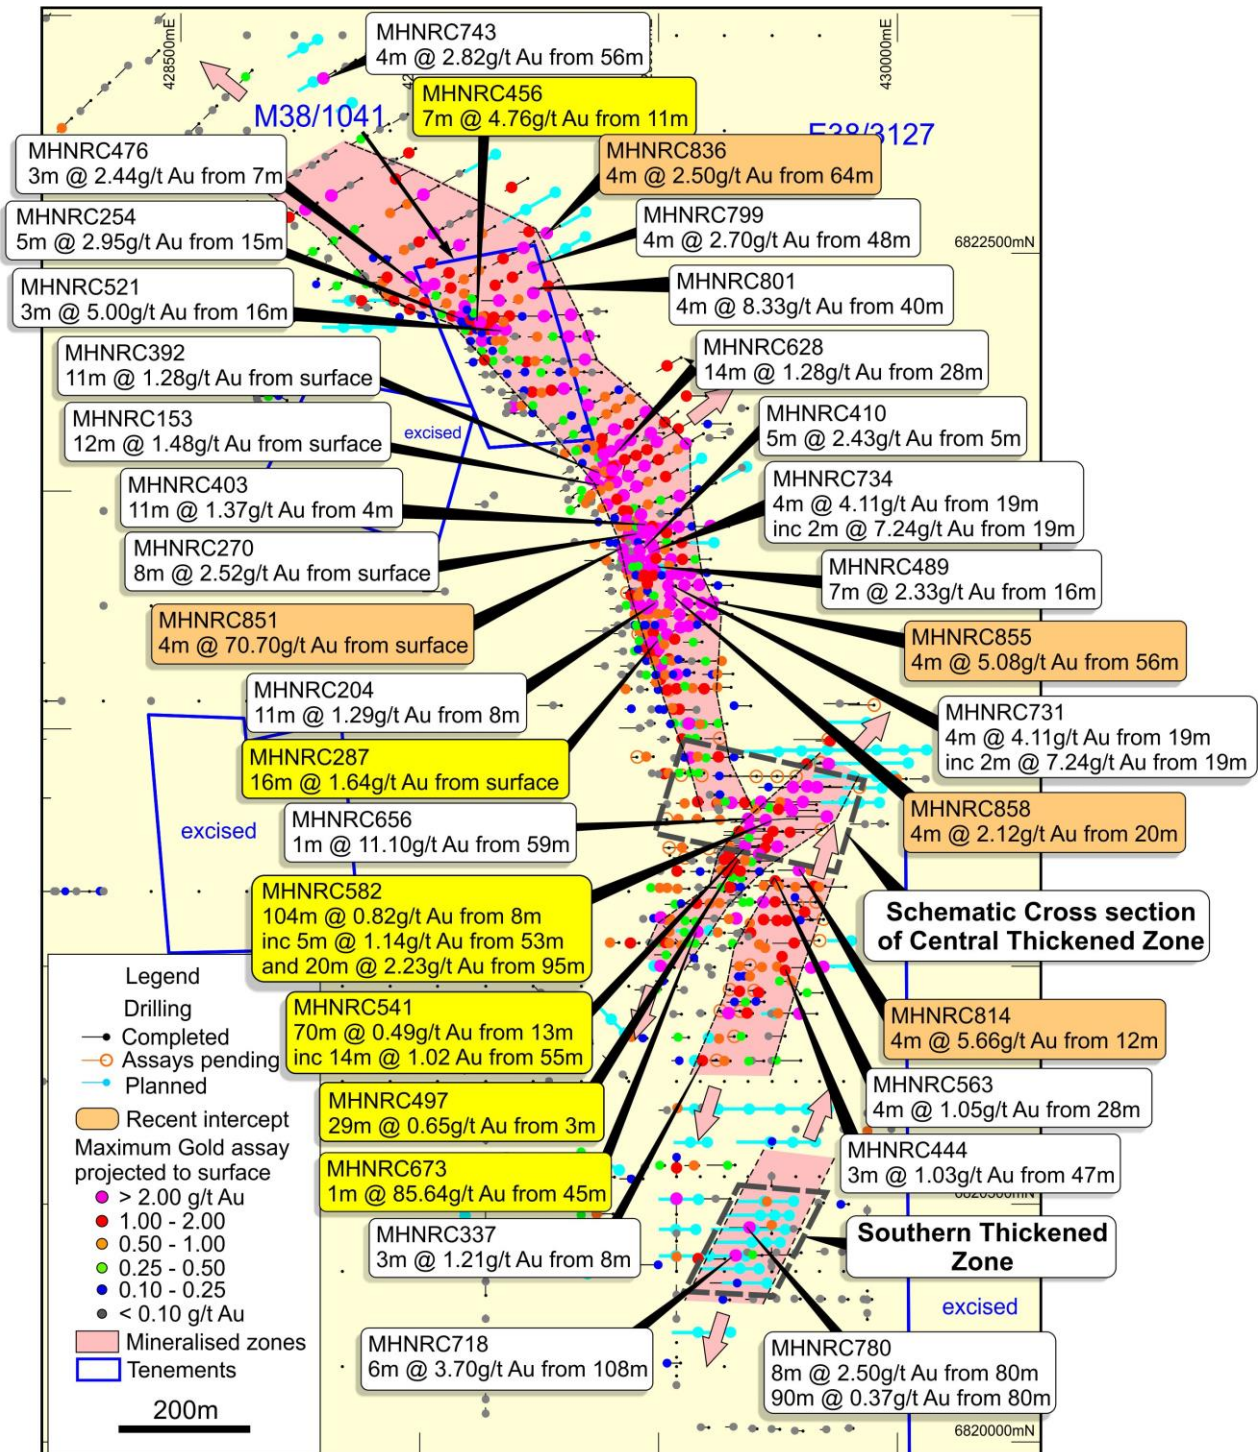 428500mE
430000mE
MHNRC743
4m @ 2.82g/t Au from 56m
MHNRC456
7m @ 4.76g/t Au from 11m
M38/1041
E38/3127
MHNRC476
3m @ 2.44g/t Au from 7m
MHNRC836
4m @ 2.50g/t Au from 64m
MHNRC254
5m @ 2.95g/t Au from 15m
MHNRC799
4m @ 2.70g/t Au from 48m
6822500mN
MHNRC521
3m @ 5.00g/t Au from 16m
MHNRC801
4m @ 8.33g/t Au from 40m
MHNRC392
11m @ 1.28g/t Au from surface
MHNRC628
14m @ 1.28g/t Au from 28m
MHNRC153
12m @ 1.48g/t Au from surface
excised
MHNRC410
5m @ 2.43g/t Au from 5m
MHNRC403
11m @ 1.37g/t Au from 4m
MHNRC734
4m @ 4.11g/t Au from 19m
inc 2m @ 7.24g/t Au from 19m
MHNRC270
8m @ 2.52g/t Au from surface
MHNRC489
7m @ 2.33g/t Au from 16m
MHNRC851
4m @ 70.70g/t Au from surface
MHNRC855
4m @ 5.08g/t Au from 56m
MHNRC204
11m @ 1.29g/t Au from 8m
MHNRC731
4m @ 4.11g/t Au from 19m
inc 2m @ 7.24g/t Au from 19m
MHNRC287
16m @ 1.64g/t Au from surface
MHNRC858
4m @ 2.12g/t Au from 20m
excised
MHNRC656
1m @ 11.10g/t Au from 59m
MHNRC582
104m @ 0.82g/t Au from 8m
inc 5m @ 1.14g/t Au from 53m
and 20m @ 2.23g/t Au from 95m
Schematic Cross section
of Central Thickened Zone
MHNRC541
70m @ 0.49g/t Au from 13m
inc 14m @ 1.02 Au from 55m
MHNRC814
4m @ 5.66g/t Au from 12m
MHNRC497
29m @ 0.65g/t Au from 3m
MHNRC563
4m @ 1.05g/t Au from 28m
MHNRC673
1m @ 85.64g/t Au from 45m
MHNRC444
3m @ 1.03g/t Au from 47m
MHNRC337
3m @ 1.21g/t Au from 8m
Southern Thickened
Zone
excised
MHNRC718
6m @ 3.70g/t Au from 108m
MHNRC780
8m @ 2.50g/t Au from 80m
90m @ 0.37g/t Au from 80m
6820000mN
Legend
Drilling
Completed
Assays pending
Planned
Recent intercept
Maximum Gold assay
projected to surface
> 2.00 g/t Au
1.00 - 2.00
0.50 - 1.00
0.25 - 0.50
0.10 - 0.25
< 0.10 g/t Au
Mineralised zones
Tenements
200m